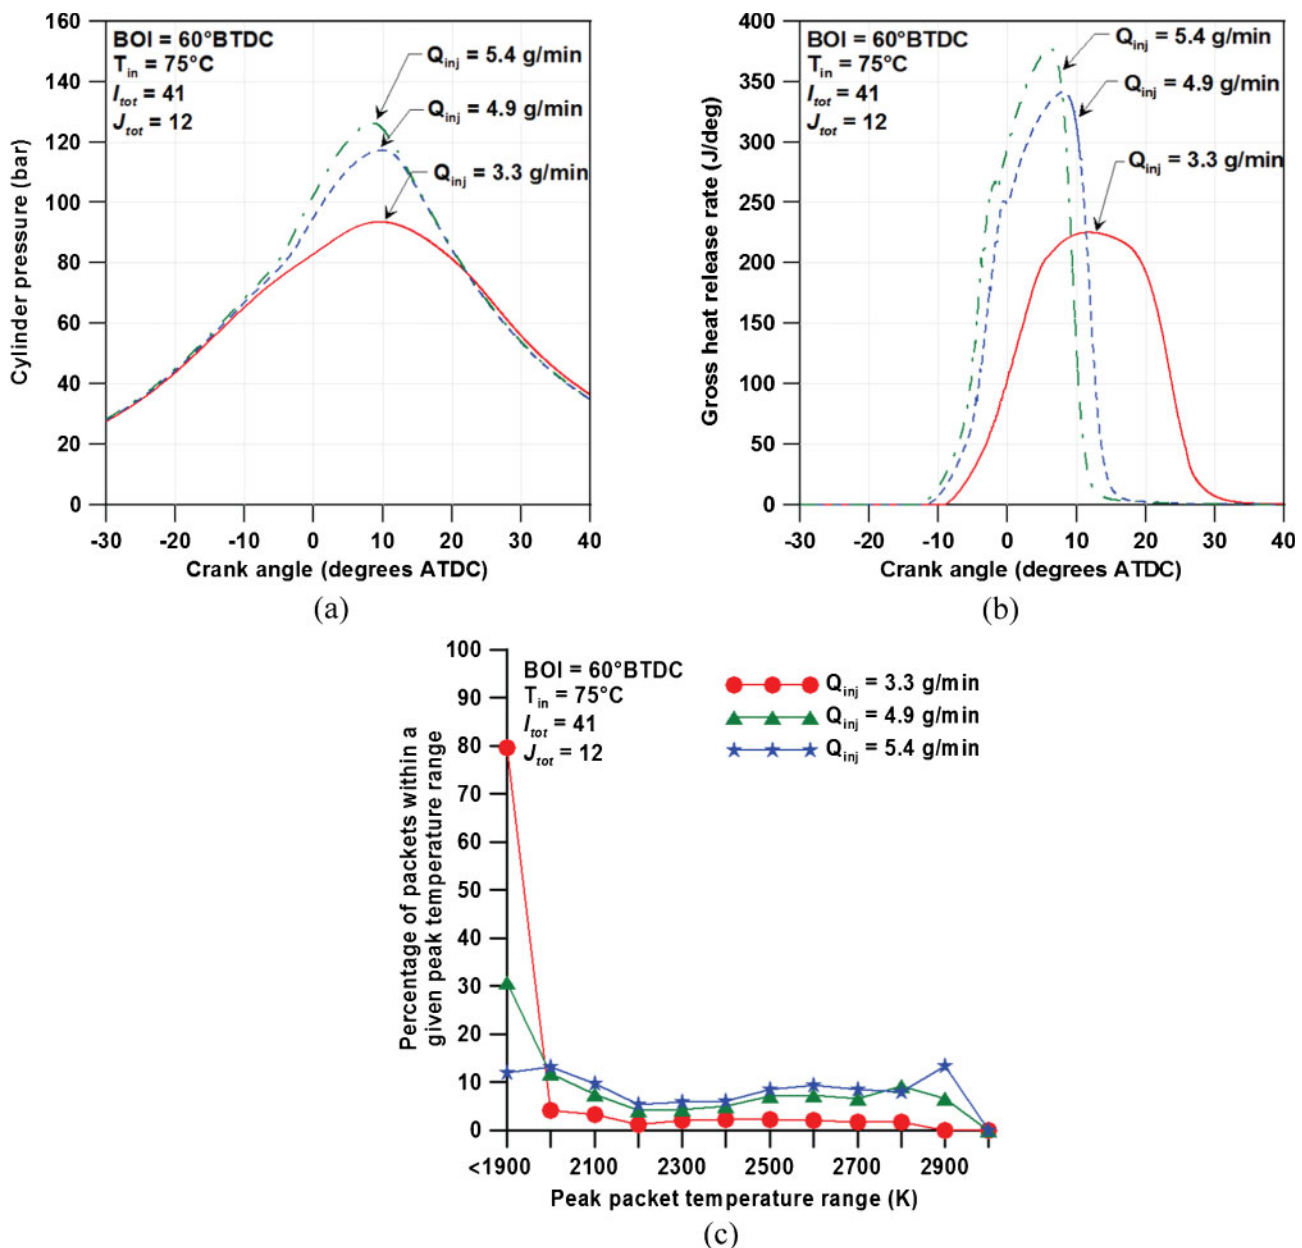 160
140
120
100
80
60
40
20
0
Cylinder pressure (bar)
BOI = 60°BTDC
T_in = 75°C
I_tot = 41
J_tot = 12
Q_inj = 5.4 g/min
Q_inj = 4.9 g/min
Q_inj = 3.3 g/min
-30 -20 -10 0 10 20 30 40
Crank angle (degrees ATDC)
(a)
400
350
300
250
200
150
100
50
0
Gross heat release rate (J/deg)
BOI = 60°BTDC
T_in = 75°C
I_tot = 41
J_tot = 12
Q_inj =
5.4 g/min
Q_inj = 4.9 g/min
Q_inj = 3.3 g/min
-30 -20 -10 0 10 20 30 40
Crank angle (degrees ATDC)
(b)
100
90
80
70
60
50
40
30
20
10
0
Percentage of packets within a
given peak temperature range
BOI = 60°BTDC
T_in = 75°C
I_tot = 41
J_tot = 12
Q_inj = 3.3 g/min
Q_inj = 4.9 g/min
Q_inj = 5.4 g/min
<1900 2100 2300 2500 2700 2900
Peak packet temperature range (K)
(c)